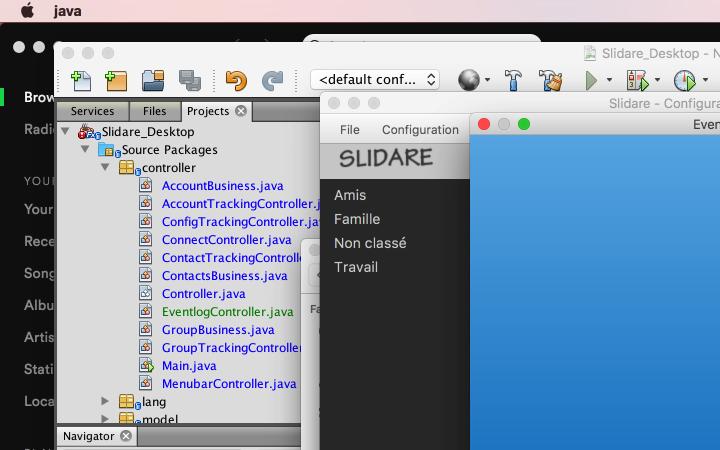 java
Slidare_Desktop - N
<default conf...
Brow
Radi
YOUR
Your
Rece
Song
Albu
Artis
Stati
Loca
Services
Files
Projects
Slidare_Desktop
Source Packages
controller
AccountBusiness.java
AccountTrackingController.j
ConfigTrackingController.ja
ConnectController.java
ContactTrackingControlle
ContactsBusiness.java
Controller.java
EventlogController.java
GroupBusiness.java
GroupTrackingController
Main.java
MenubarController.java
lang
model
Navigator
Fa
Slidare - Configura
File
Configuration
SLIDARE
Amis
Famille
Non classé
Travail
Even